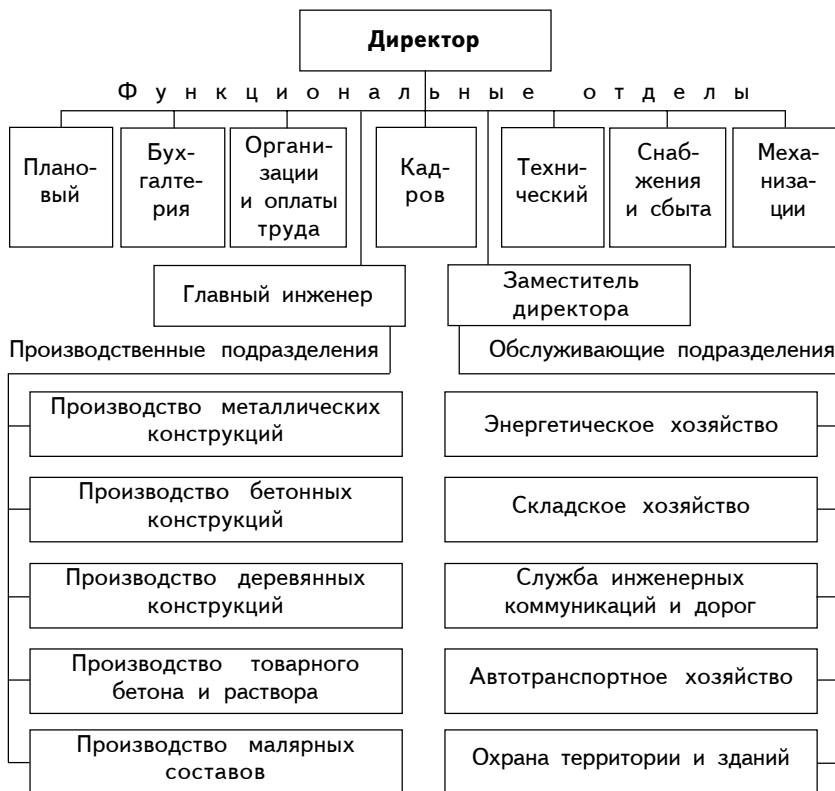 Директор
Функциональные отделы
Плано-
вый
Бух-
галте-
рия
Органи-
зации
и оплаты
труда
Кад-
ров
Техни-
ческий
Снаб-
жения
и сбыта
Меха-
низа-
ции
Главный инженер
Заместитель
директора
Производственные подразделения
Обслуживающие подразделения
Производство металлических
конструкций
Энергетическое хозяйство
Производство бетонных
конструкций
Складское хозяйство
Производство деревянных
конструкций
Служба инженерных
коммуникаций и дорог
Производство товарного
бетона и раствора
Автотранспортное хозяйство
Производство малярных
составов
Охрана территории и зданий